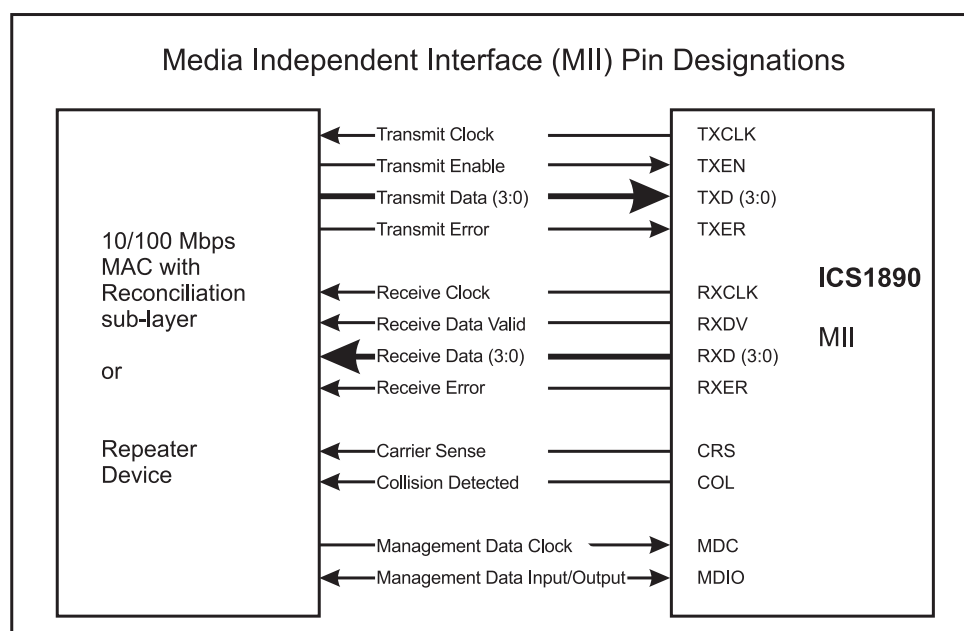 Media Independent Interface (MII) Pin Designations
10/100 Mbps
MAC with
Reconciliation
sub-layer
or
Repeater
Device
Transmit Clock
Transmit Enable
Transmit Data (3:0)
Transmit Error
Receive Clock
Receive Data Valid
Receive Data (3:0)
Receive Error
Carrier Sense
Collision Detected
Management Data Clock
Management Data Input/Output
TXCLK
TXEN
TXD (3:0)
TXER
RXCLK
RXDV
RXD (3:0)
RXER
CRS
COL
MDC
MDIO
ICS1890
MII